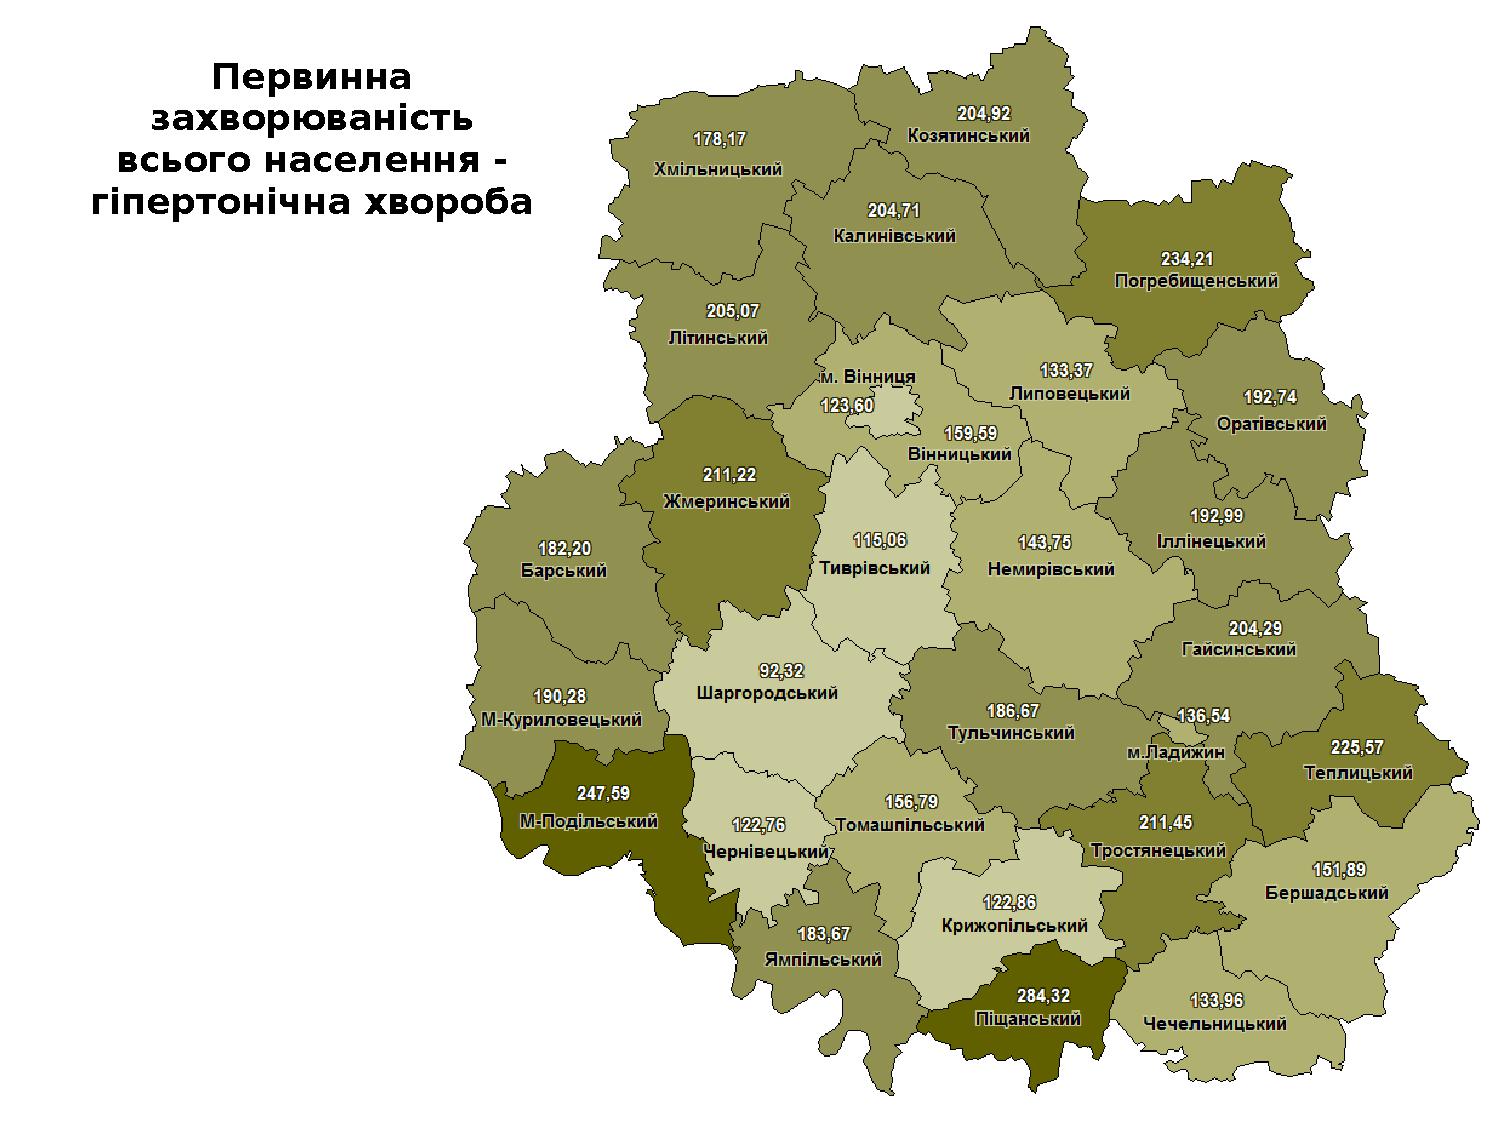 Первинна
захворюваність
всього населення -
гіпертонічна хвороба
204,92
Козятинський
178,17
Хмільницький
204,71
Калинівський
234,21
Погребищенський
205,07
Літинський
133,37
Липовецький
м. Вінниця
123,60
192,74
Оратівський
159,59
Вінницький
211,22
Жмеринський
192,99
Іллінецький
182,20
Барський
115,06
Тиврівський
143,75
Немирівський
204,29
Гайсинський
92,32
Шаргородський
190,28
М-Куриловецький
186,67
Тульчинський
136,54
м.Ладижин
225,57
Теплицький
247,59
М-Подільський
122,76
Чернівецький
156,79
Томашпільський
211,45
Тростянецький
151,89
Бершадський
122,86
Крижопільський
183,67
Ямпільський
284,32
Піщанський
133,96
Чечельницький